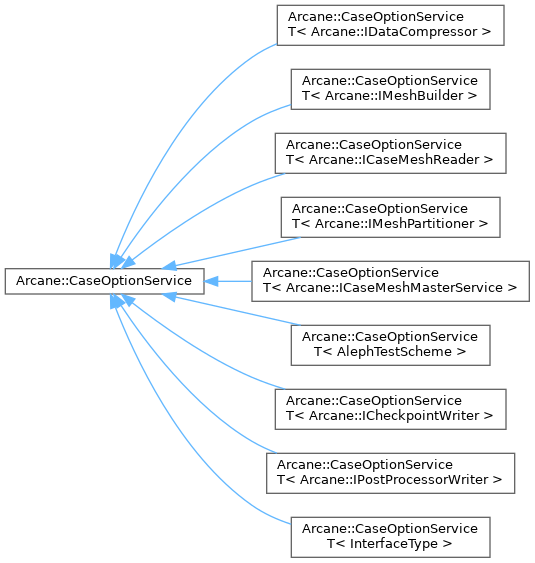 Arcane::CaseOptionService
T< Arcane::IDataCompressor >
Arcane::CaseOptionService
T< Arcane::IMeshBuilder >
Arcane::CaseOptionService
T< Arcane::ICaseMeshReader >
Arcane::CaseOptionService
T< Arcane::IMeshPartitioner >
Arcane::CaseOptionService
Arcane::CaseOptionService
T< Arcane::ICaseMeshMasterService >
Arcane::CaseOptionService
T< AlephTestScheme >
Arcane::CaseOptionService
T< Arcane::ICheckpointWriter >
Arcane::CaseOptionService
T< Arcane::IPostProcessorWriter >
Arcane::CaseOptionService
T< InterfaceType >